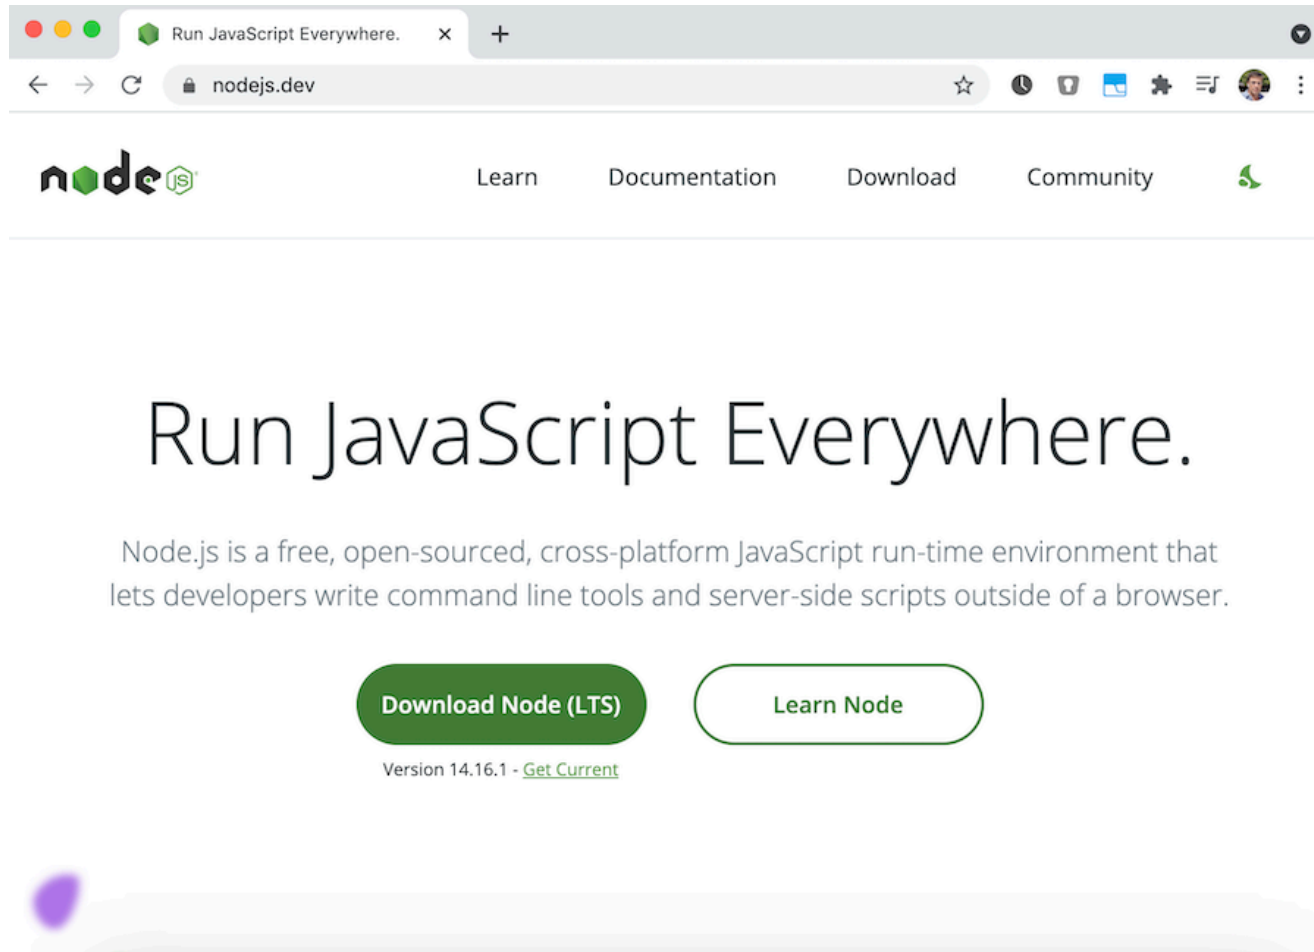 Run JavaScript Everywhere.
nodejs.dev
node JS
Learn Documentation Download Community
Run JavaScript Everywhere.
Node.js is a free, open-sourced, cross-platform JavaScript run-time environment that
lets developers write command line tools and server-side scripts outside of a browser.
Download Node (LTS) Learn Node
Version 14.16.1 - Get Current